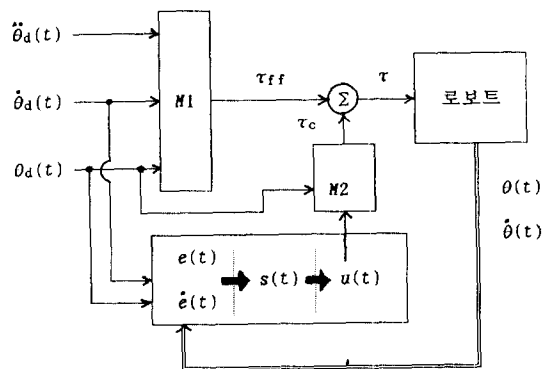 θ̈d(t)
θ̇d(t)
θd(t)
M1
τff
Σ
τ
로보트
τc
M2
θ(t)
θ̇(t)
e(t)
ė(t)
s(t)
u(t)